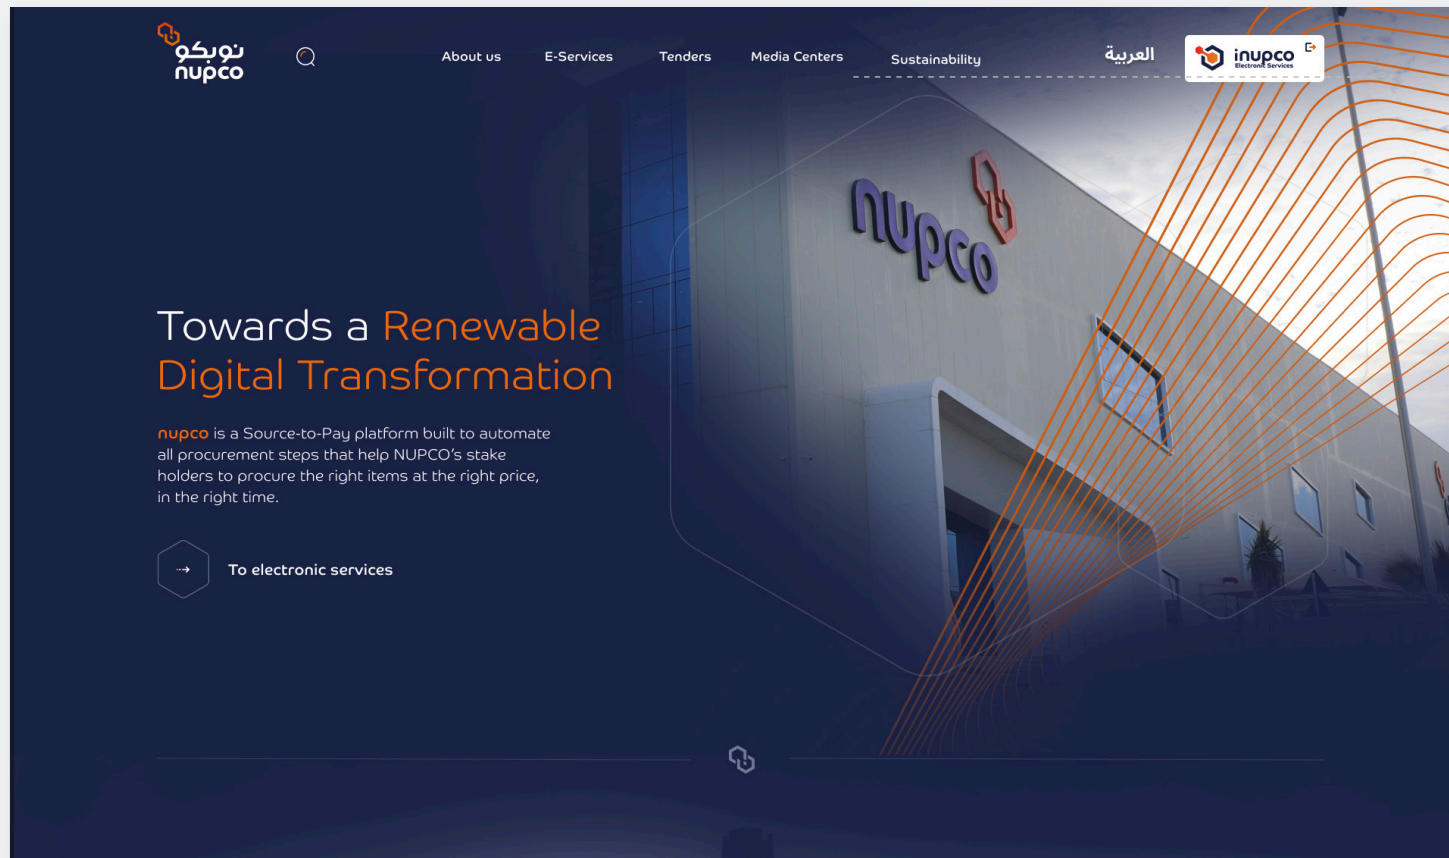 نوبكو
nupco
About us
E-Services
Tenders
Media Centers
Sustainability
العربية
inupco
Electronic Services
nupco
Towards a Renewable
Digital Transformation
nupco is a Source-to-Pay platform built to automate
all procurement steps that help NUPCO's stake
holders to procure the right items at the right price,
in the right time.
To electronic services